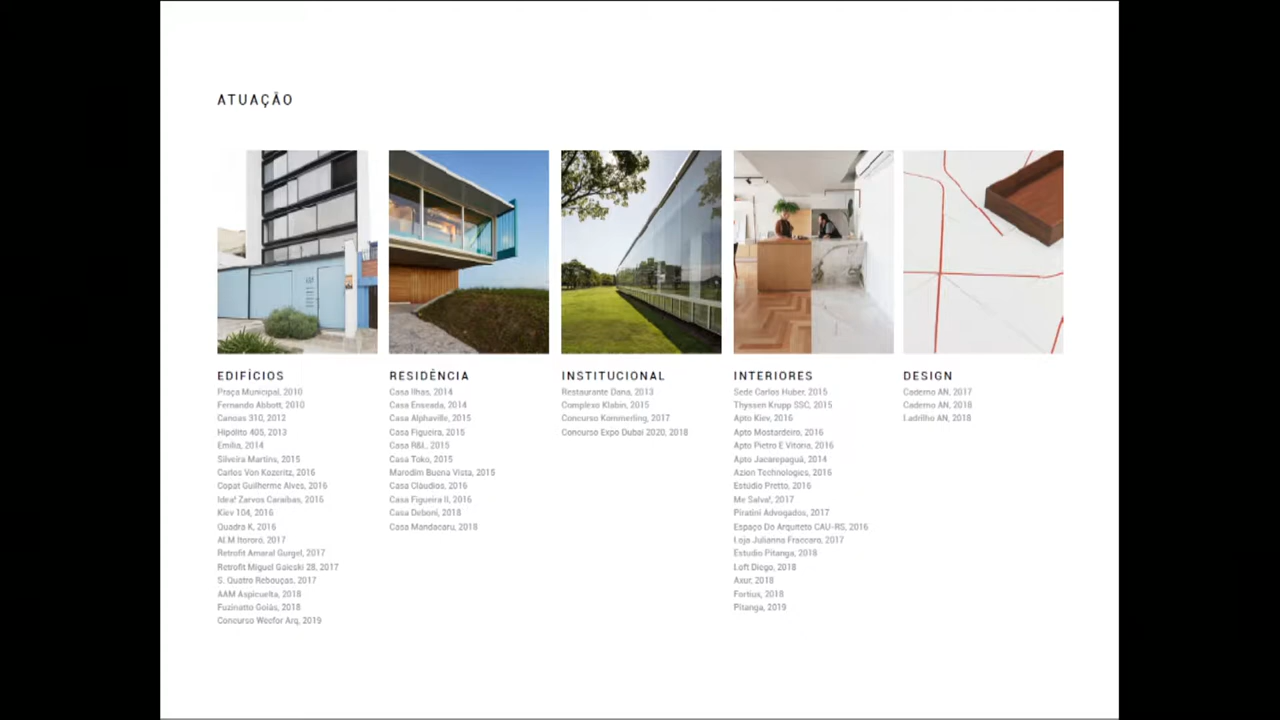 ATUAÇÃO
EDIFÍCIOS
Praça Municipal, 2010
Fernando Abbott, 2010
Canoas 310, 2012
Hipólito 405, 2013
Emília, 2014
Silveira Martins, 2015
Carlos Von Kozeritz, 2016
Copat Guilherme Alves, 2016
Idea! Zarvos Caraíbas, 2016
Kiev 104, 2016
Quadra K, 2016
ALM Itororó, 2017
Retrofit Amaral Gurgel, 2017
Retrofit Miguel Galeski 28, 2017
S. Quatro Rebouças, 2017
AAM Aspicuelta, 2018
Fuzinatto Goiás, 2018
Concurso Weefor Arq, 2019
RESIDÊNCIA
Casa Ilhas, 2014
Casa Enseada, 2014
Casa Alphaville, 2015
Casa Figueira, 2015
Casa R&L, 2015
Casa Toko, 2015
Marodim Buena Vista, 2015
Casa Cláudios, 2016
Casa Figueira II, 2016
Casa Deboni, 2018
Casa Mandacaru, 2018
INSTITUCIONAL
Restaurante Dana, 2013
Complexo Klabin, 2015
Concurso Kommerling, 2017
Concurso Expo Dubai 2020, 2018
INTERIORES
Sede Carlos Huber, 2015
Thyssen Krupp SSC, 2015
Apto Kiev, 2016
Apto Mostardeiro, 2016
Apto Pietro E Vitória, 2016
Apto Jacarepaguá, 2014
Azion Technologies, 2016
Estúdio Pretto, 2016
Me Salva!, 2017
Piratini Advogados, 2017
Espaço Do Arquiteto CAU-RS, 2016
Loja Julianna Fraccaro, 2017
Estudio Pitanga, 2018
Loft Diego, 2018
Axur, 2018
Fortiux, 2018
Pitanga, 2019
DESIGN
Caderno AN, 2017
Caderno AN, 2018
Ladrilho AN, 2018